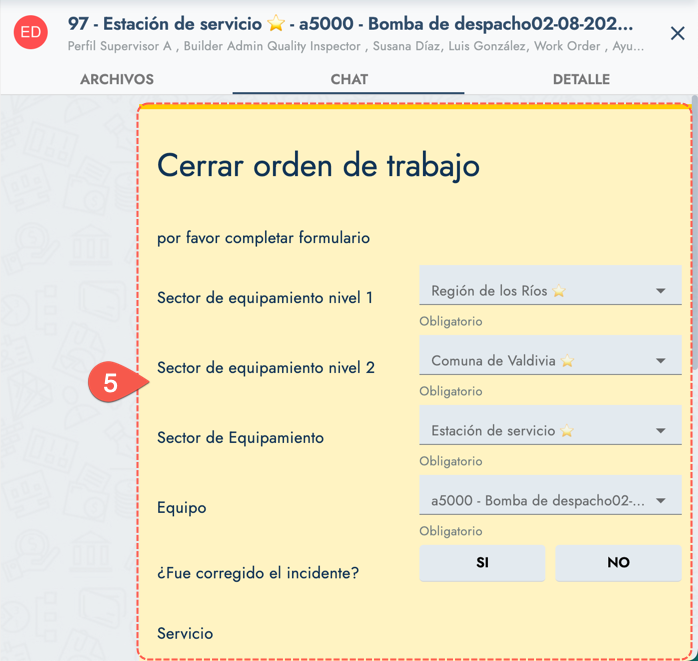 ED
97 - Estación de servicio ⭐ - a5000 - Bomba de despacho02-08-202...
Perfil Supervisor A , Builder Admin Quality Inspector , Susana Díaz, Luis González, Work Order , Ayu...
ARCHIVOS CHAT DETALLE
Cerrar orden de trabajo
por favor completar formulario
Sector de equipamiento nivel 1 Región de los Ríos ⭐
Obligatorio
Sector de equipamiento nivel 2 Comuna de Valdivia ⭐
Obligatorio
5
Sector de Equipamiento Estación de servicio ⭐
Obligatorio
Equipo a5000 - Bomba de despacho02-...
Obligatorio
¿Fue corregido el incidente? SI NO
Servicio